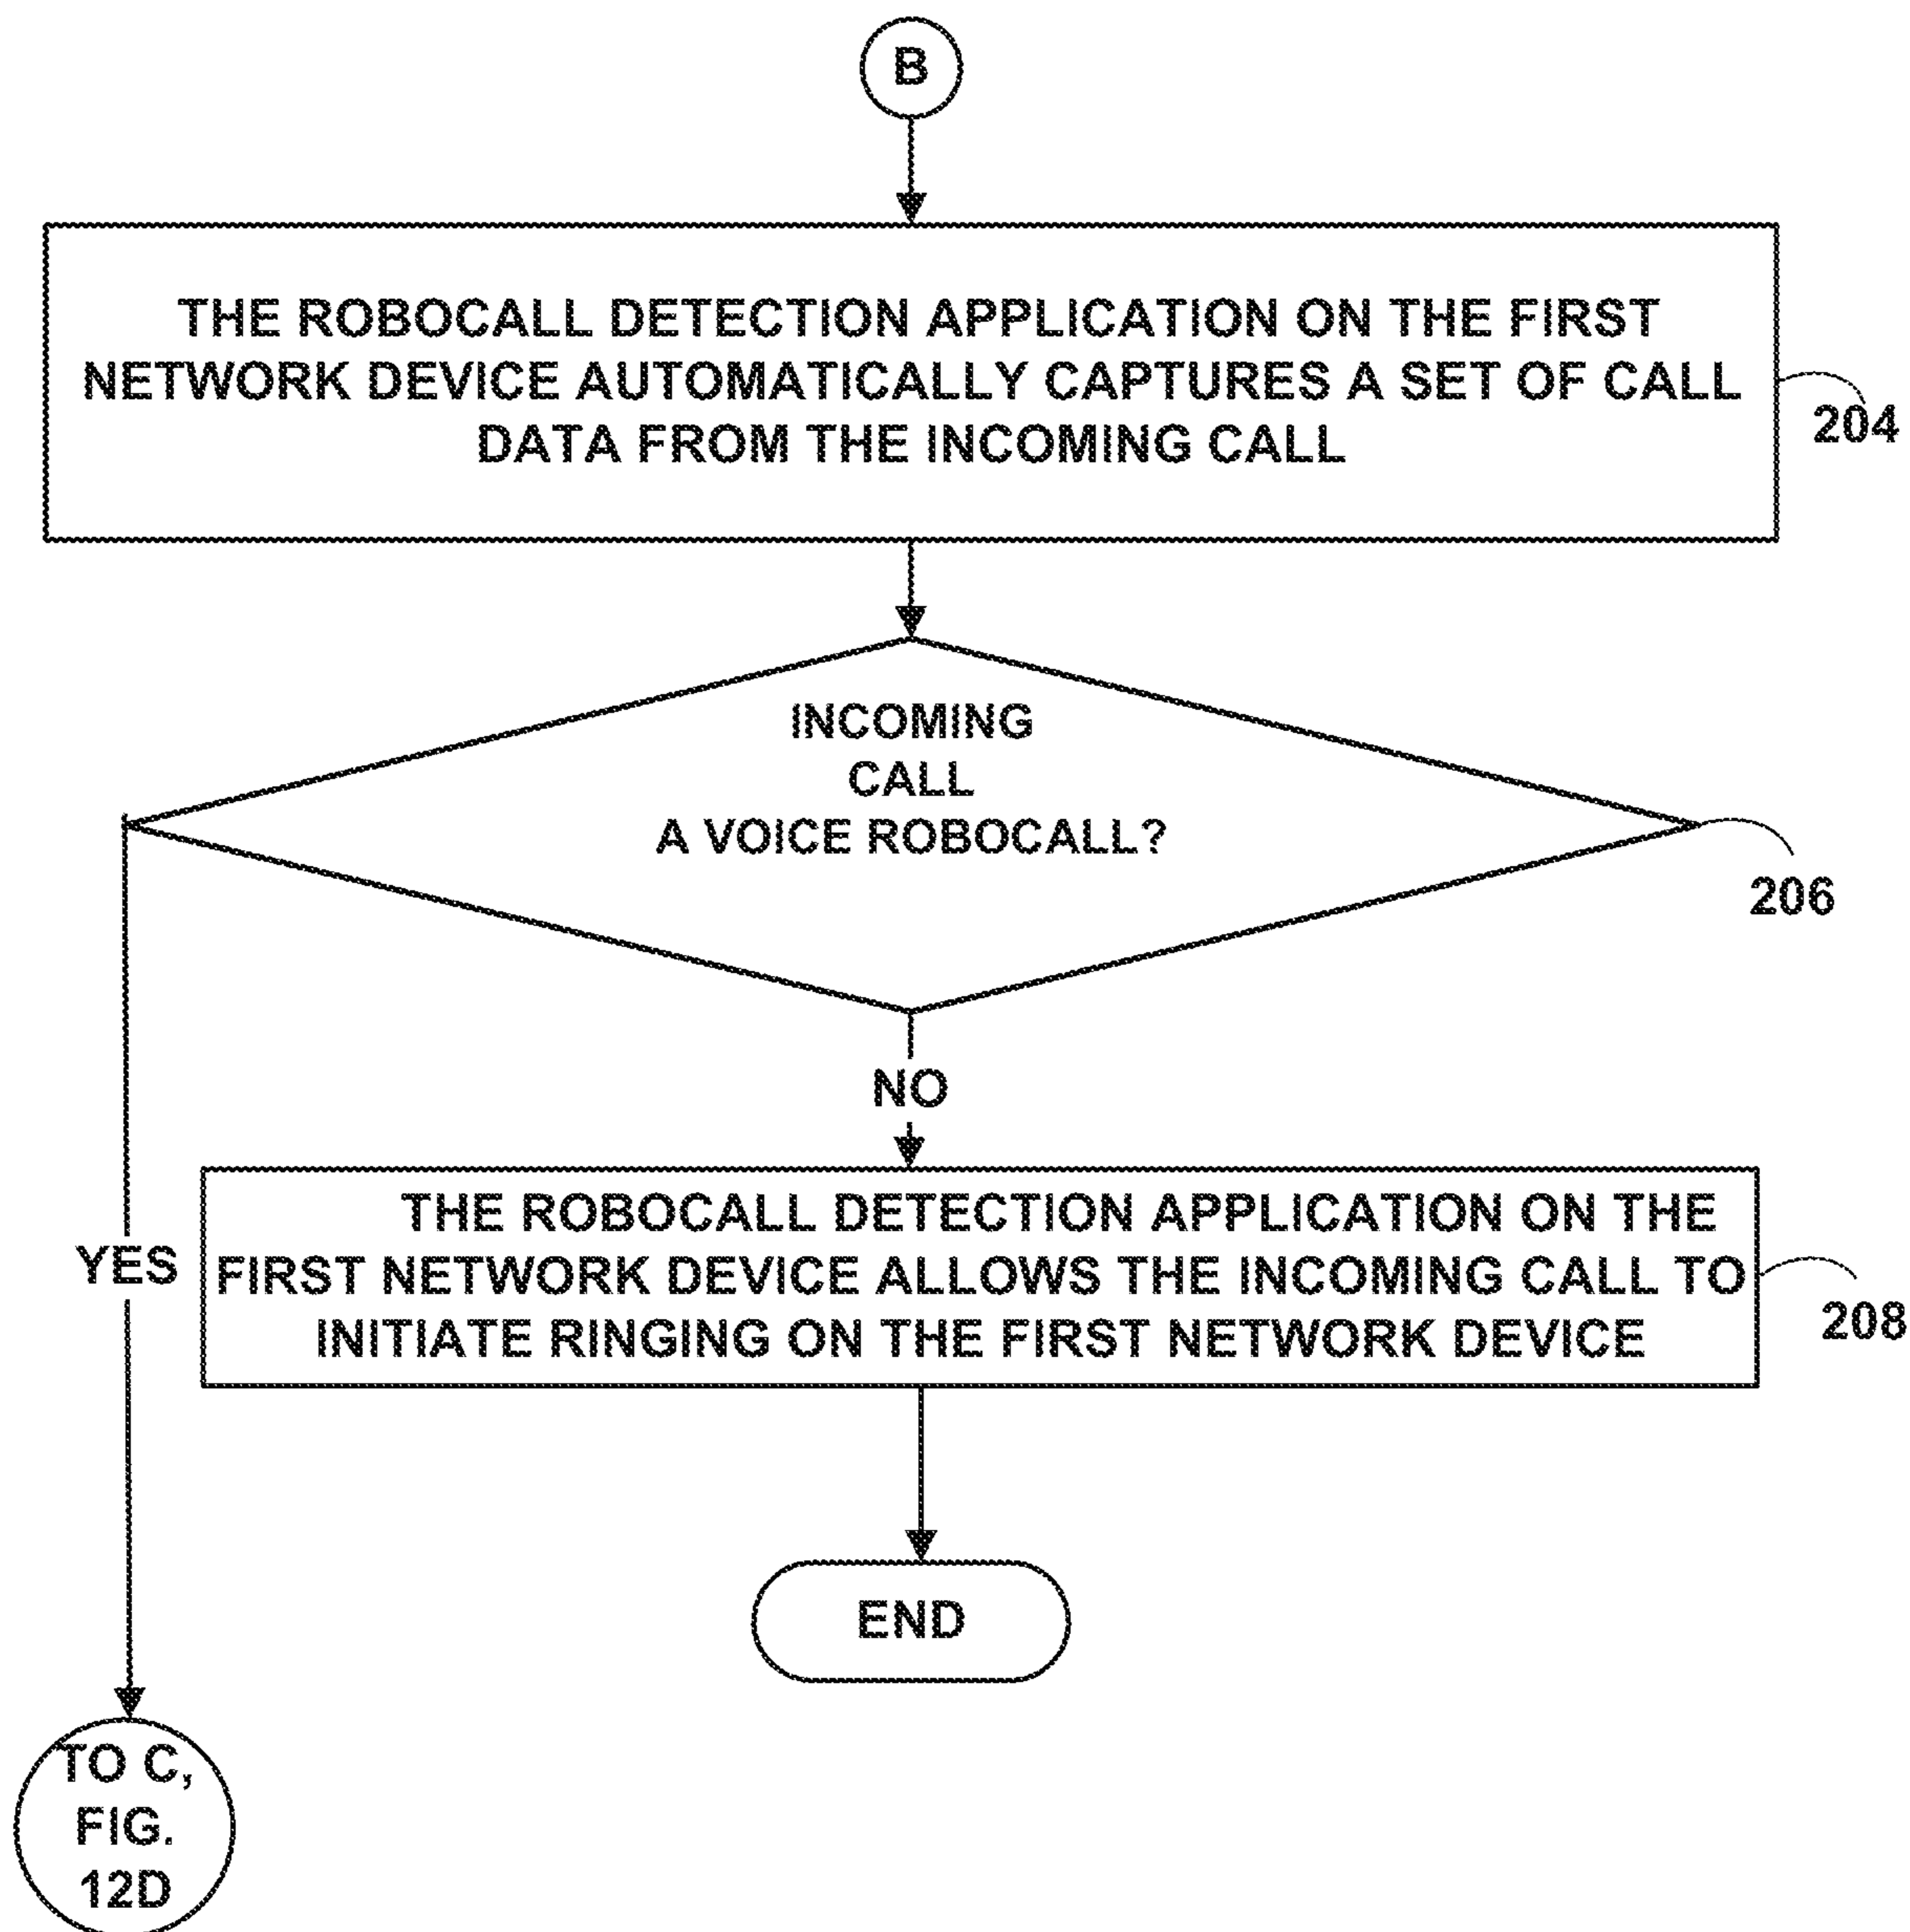 B
THE ROBOCALL DETECTION APPLICATION ON THE FIRST
NETWORK DEVICE AUTOMATICALLY CAPTURES A SET OF CALL
DATA FROM THE INCOMING CALL
204
INCOMING
CALL
A VOICE ROBOCALL?
206
NO
YES
THE ROBOCALL DETECTION APPLICATION ON THE
FIRST NETWORK DEVICE ALLOWS THE INCOMING CALL TO
INITIATE RINGING ON THE FIRST NETWORK DEVICE
208
END
TO C,
FIG.
12D